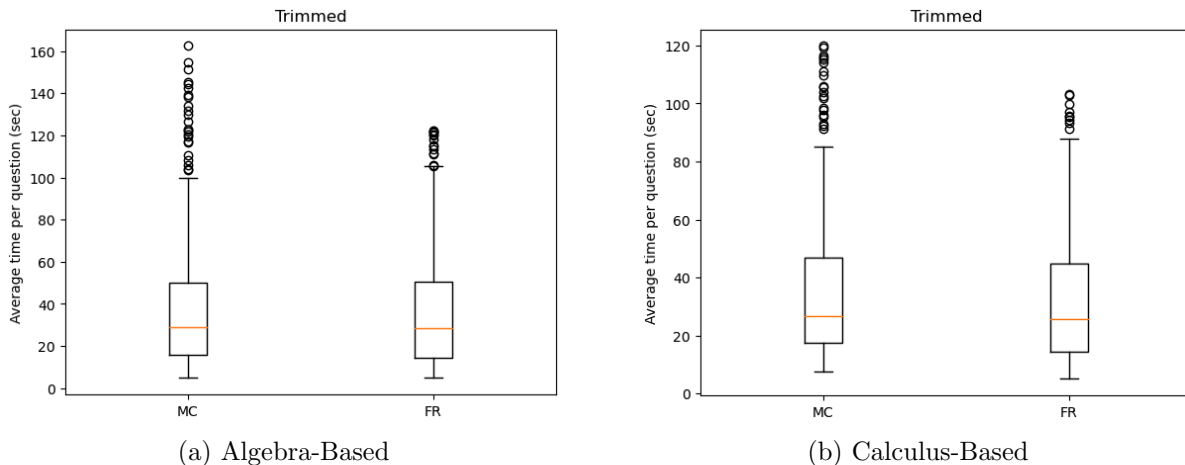 Trimmed
Average time per question (sec)
160
140
120
100
80
60
40
20
0
MC
FR
(a) Algebra-Based
Trimmed
Average time per question (sec)
120
100
80
60
40
20
0
MC
FR
(b) Calculus-Based